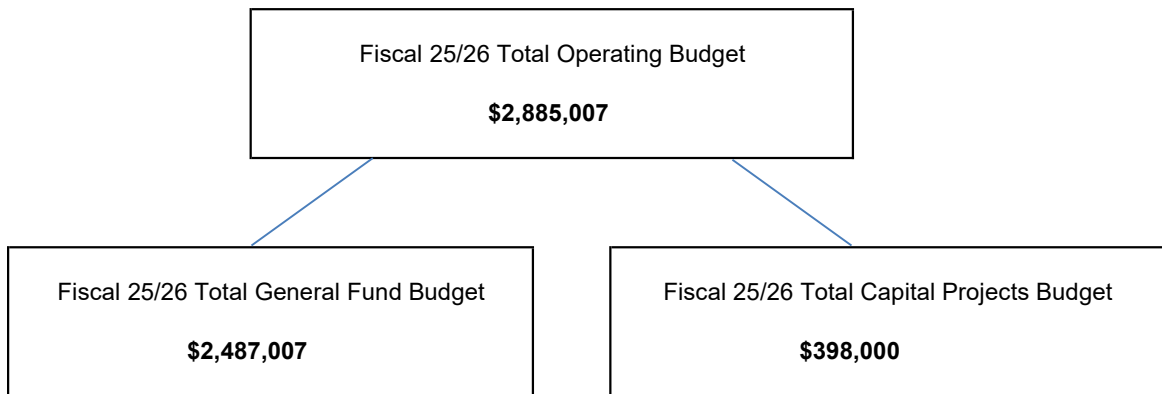 Fiscal 25/26 Total Operating Budget
$2,885,007
Fiscal 25/26 Total General Fund Budget
$2,487,007
Fiscal 25/26 Total Capital Projects Budget
$398,000